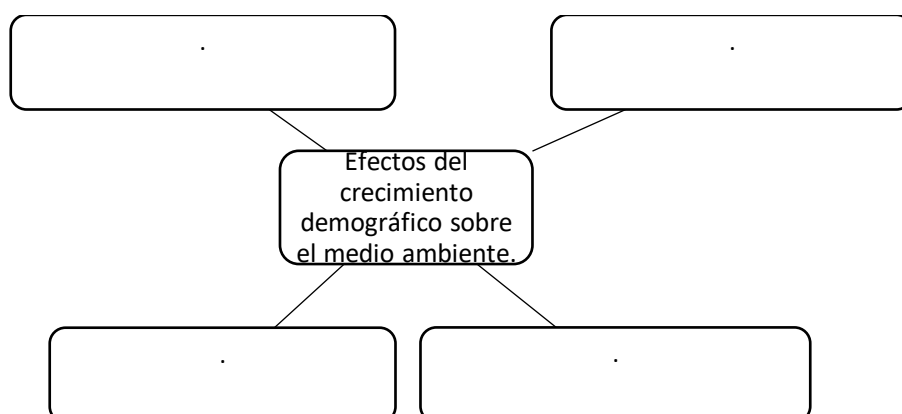 .
.
Efectos del
crecimiento
demográfico sobre
el medio ambiente.
.
.